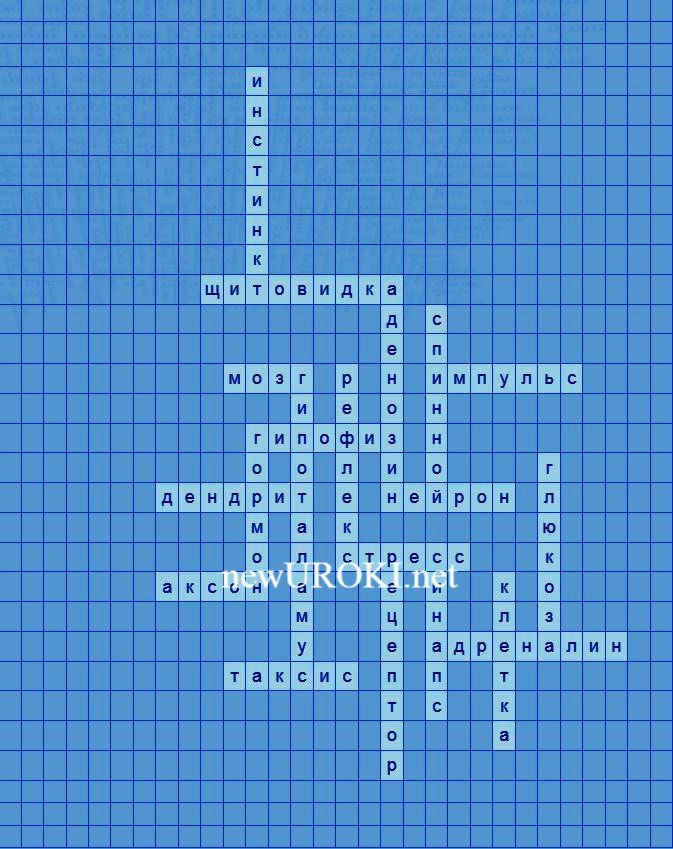 инстинкт
щитовидка
аденозин
спинной
мозг
гипоталамус
рефлекс
импульс
гипофиз
гормон
глюкоза
дендрит
нейрон
стресс
рецептор
синапс
newUROKI.net
аксон
клетка
адреналин
таксис